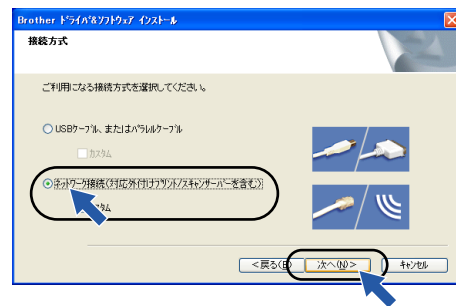 Brother ﾄﾞﾗｲﾊﾞ&ｿﾌﾄｳｪｱ ｲﾝｽﾄｰﾙ
接続方式
ご利用になる接続方式を選択してください。
USBｹｰﾌﾞﾙ、またはﾊﾟﾗﾚﾙｹｰﾌﾞﾙ
ｶｽﾀﾑ
ﾈｯﾄﾜｰｸ接続(対応外付けﾌﾟﾘﾝﾄ/ｽｷｬﾝｻｰﾊﾞｰを含む)
ﾀﾑ
<戻る(B) 次へ(N)> ｷｬﾝｾﾙ